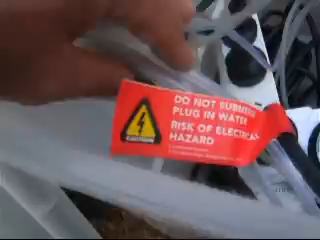 DO NOT SUBMERGE
PLUG IN WATER
RISK OF ELECTRICAL
HAZARD
CAUTION